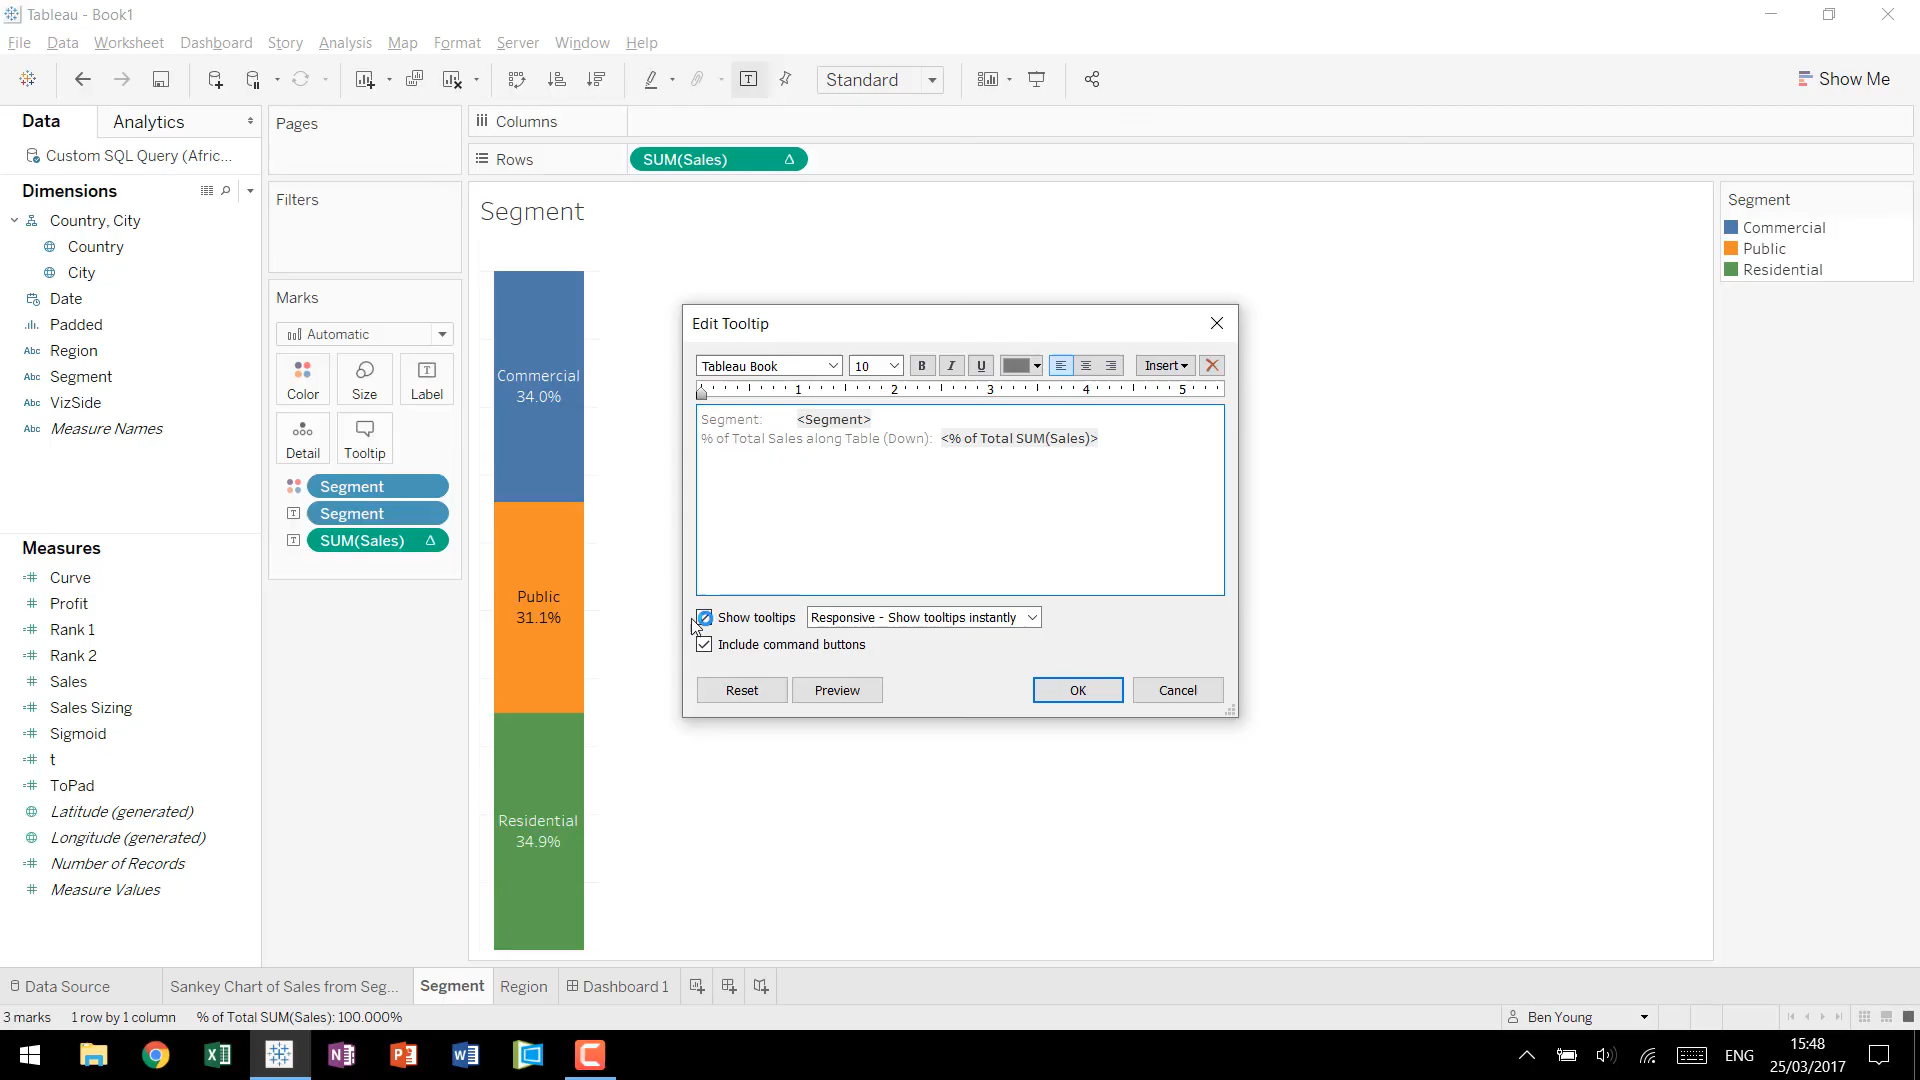 Tableau - Book1
File Data Worksheet Dashboard Story Analysis Map Format Server Window Help
Standard
Show Me
Data
Analytics
Custom SQL Query (Afric...
Dimensions
Country, City
Country
City
Date
Padded
Abc Region
Abc Segment
Abc VizSide
Abc Measure Names
Measures
Curve
Profit
Rank 1
Rank 2
Sales
Sales Sizing
Sigmoid
t
ToPad
Latitude (generated)
Longitude (generated)
Number of Records
Measure Values
Pages
Filters
Marks
Automatic
Color Size Label
Detail Tooltip
Segment
T Segment
T SUM(Sales) Δ
Columns
Rows
SUM(Sales) Δ
Segment
Commercial
34.0%
Public
31.1%
Residential
34.9%
Edit Tooltip
Tableau Book 10 B I U Insert
1 2 3 4 5
Segment: <Segment>
% of Total Sales along Table (Down): <% of Total SUM(Sales)>
Show tooltips Responsive - Show tooltips instantly
Include command buttons
Reset Preview OK Cancel
Segment
Commercial
Public
Residential
Data Source Sankey Chart of Sales from Seg... Segment Region Dashboard 1
3 marks 1 row by 1 column % of Total SUM(Sales): 100.000%
Ben Young
ENG
15:48
25/03/2017